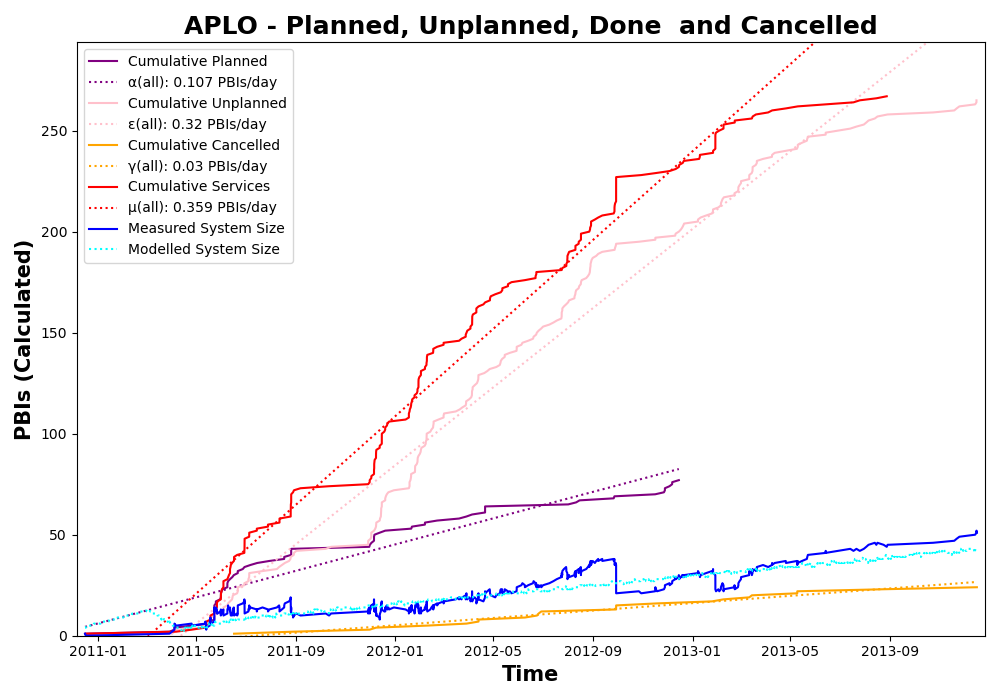 APLO - Planned, Unplanned, Done  and Cancelled
Cumulative Planned
α(all): 0.107 PBIs/day
Cumulative Unplanned
ε(all): 0.32 PBIs/day
Cumulative Cancelled
γ(all): 0.03 PBIs/day
Cumulative Services
μ(all): 0.359 PBIs/day
Measured System Size
Modelled System Size
PBIs (Calculated)
250
200
150
100
50
0
2011-01 2011-05 2011-09 2012-01 2012-05 2012-09 2013-01 2013-05 2013-09
Time